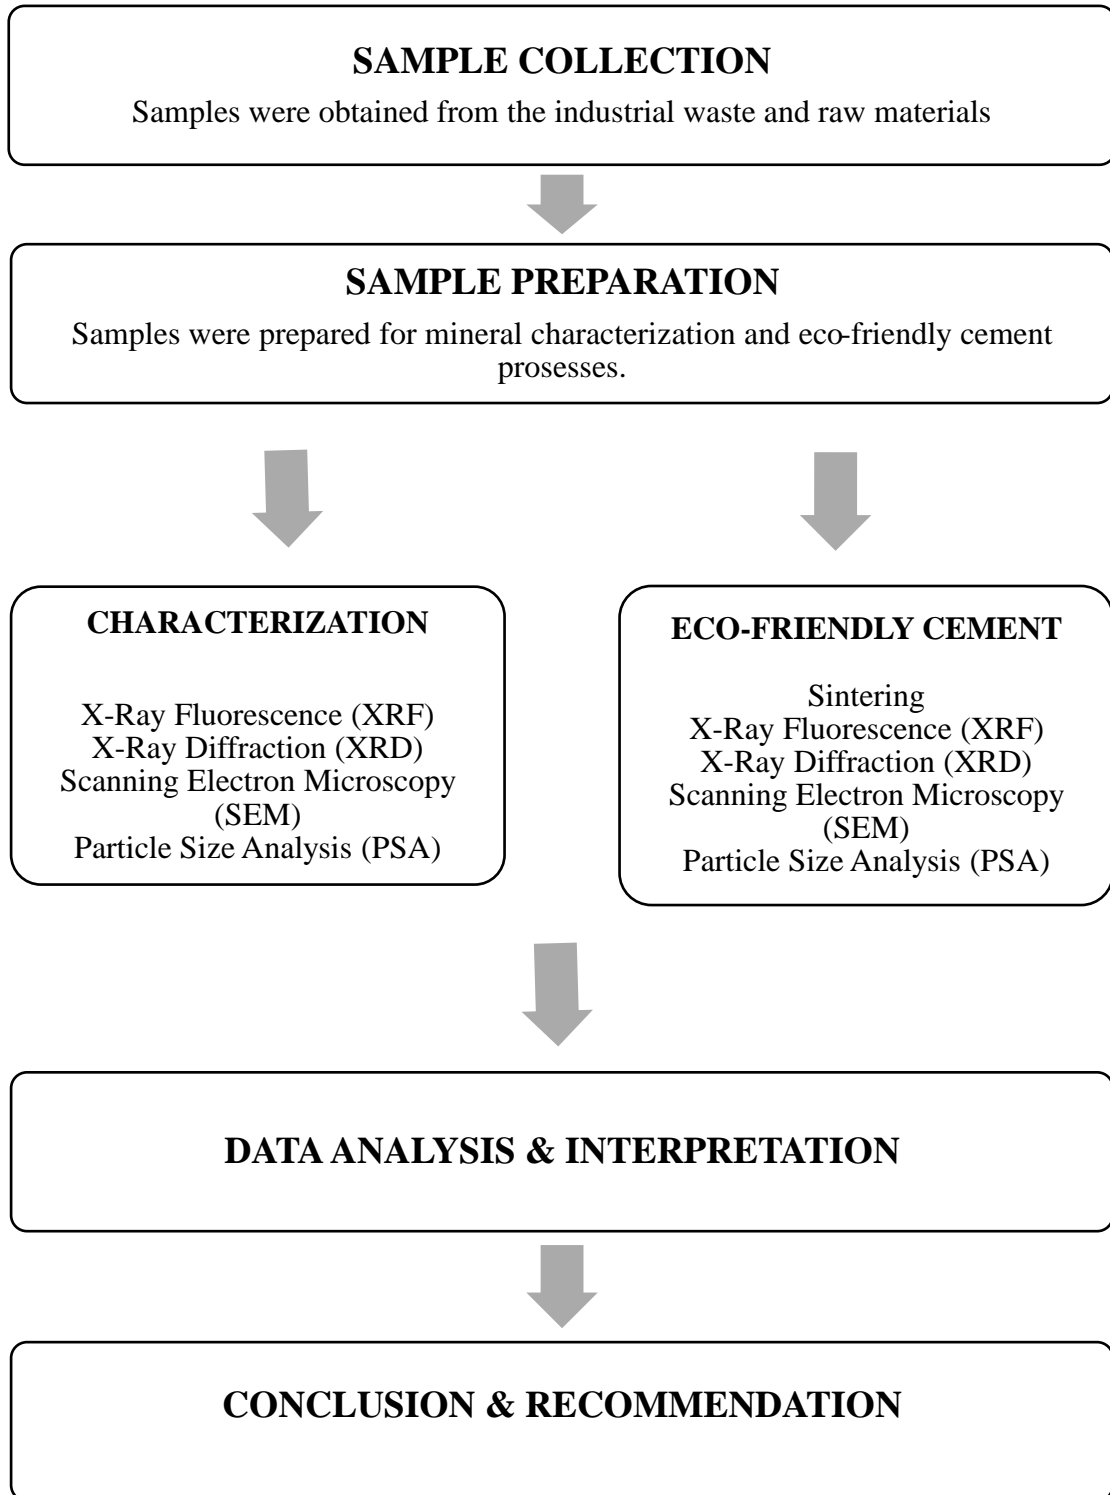 SAMPLE COLLECTION
Samples were obtained from the industrial waste and raw materials
SAMPLE PREPARATION
Samples were prepared for mineral characterization and eco-friendly cement
prosesses.
CHARACTERIZATION
X-Ray Fluorescence (XRF)
X-Ray Diffraction (XRD)
Scanning Electron Microscopy
(SEM)
Particle Size Analysis (PSA)
ECO-FRIENDLY CEMENT
Sintering
X-Ray Fluorescence (XRF)
X-Ray Diffraction (XRD)
Scanning Electron Microscopy
(SEM)
Particle Size Analysis (PSA)
DATA ANALYSIS & INTERPRETATION
CONCLUSION & RECOMMENDATION